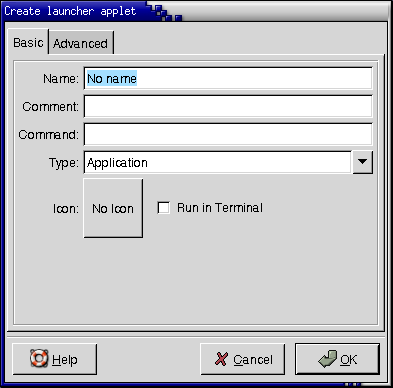 Create launcher applet
Basic Advanced
Name: No name
Comment:
Command:
Type: Application
Icon: No Icon Run in Terminal
Help Cancel OK